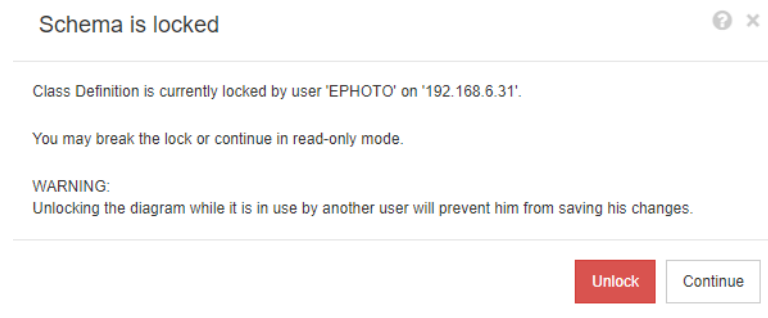 Schema is locked
Class Definition is currently locked by user 'EPHOTO' on '192.168.6.31'.
You may break the lock or continue in read-only mode.
WARNING:
Unlocking the diagram while it is in use by another user will prevent him from saving his changes.
Unlock Continue